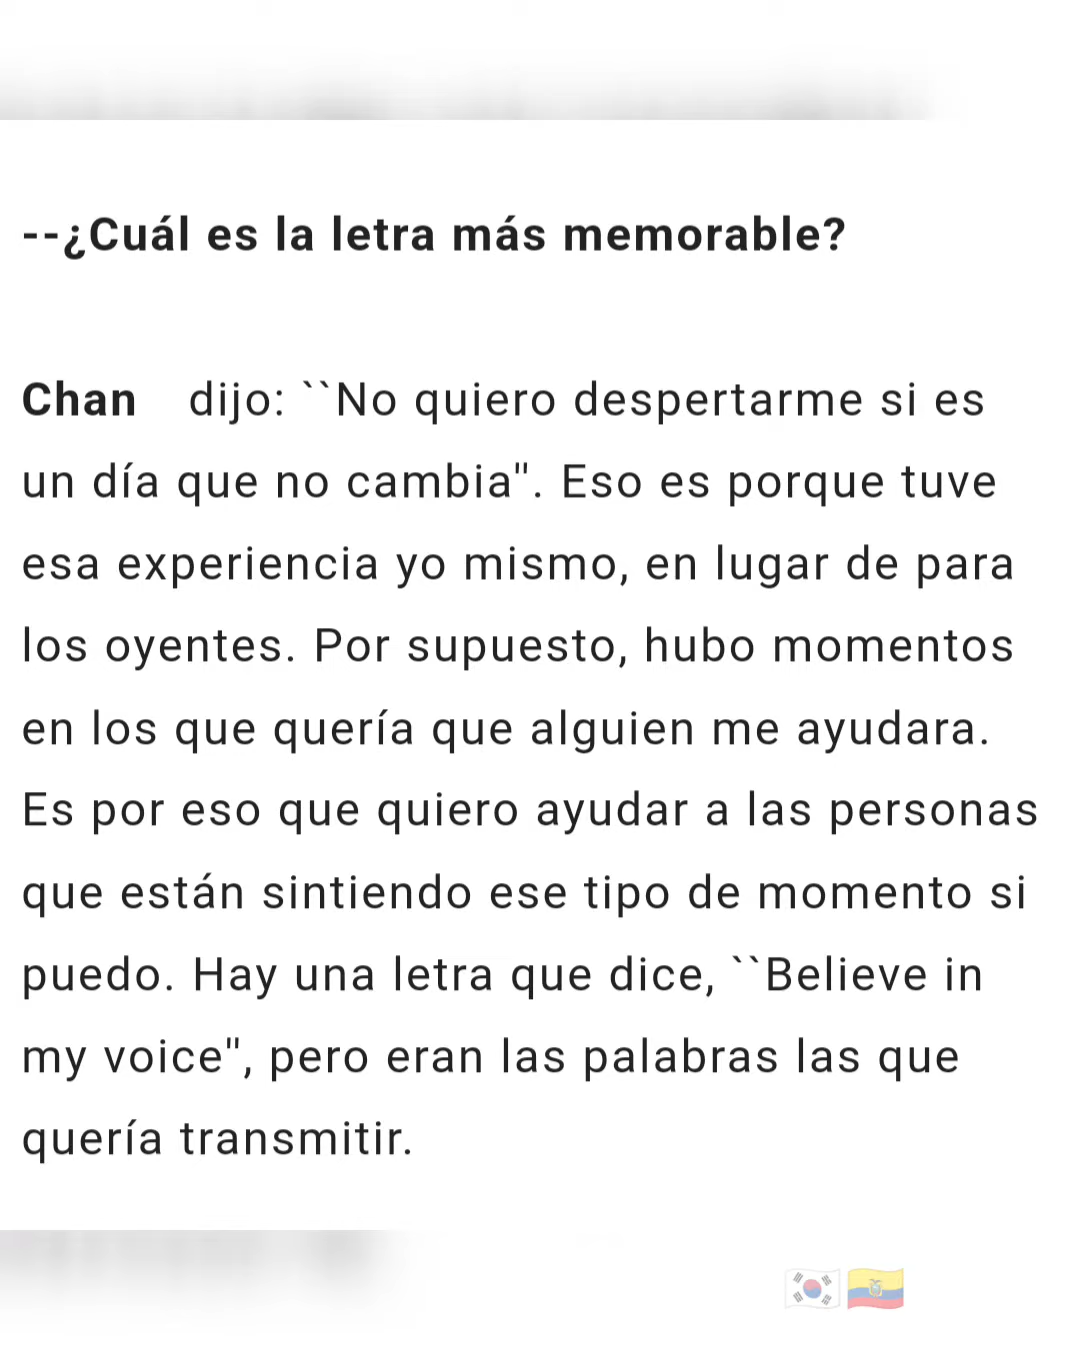 --¿Cuál es la letra más memorable?
Chan dijo: ``No quiero despertarme si es
un día que no cambia". Eso es porque tuve
esa experiencia yo mismo, en lugar de para
los oyentes. Por supuesto, hubo momentos
en los que quería que alguien me ayudara.
Es por eso que quiero ayudar a las personas
que están sintiendo ese tipo de momento si
puedo. Hay una letra que dice, ``Believe in
my voice", pero eran las palabras las que
quería transmitir.